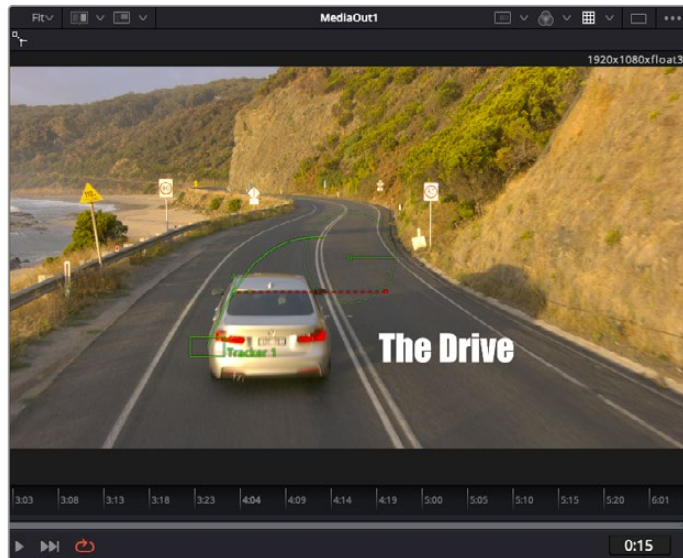 Fit
MediaOut1
1920x1080xfloat3
The Drive
Tracker 1
3:03 3:08 3:13 3:18 3:23 4:04 4:09 4:14 4:19 5:00 5:05 5:10 5:15 5:20 6:01
0:15